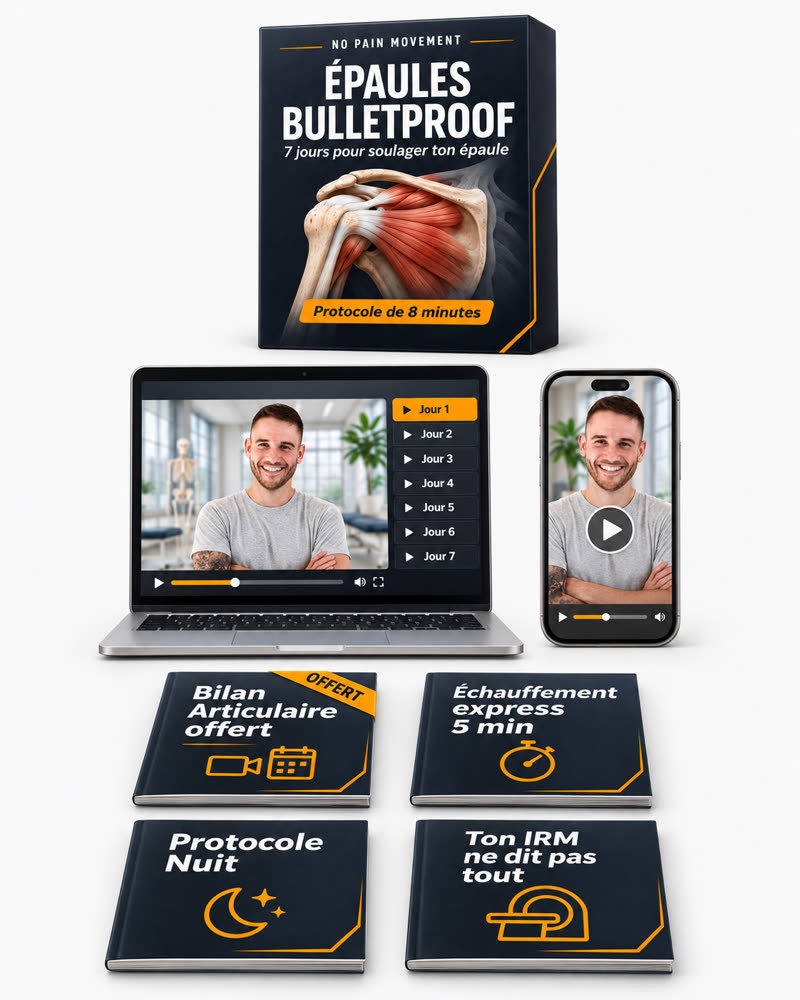 NO PAIN MOVEMENT
ÉPAULES
BULLETPROOF
7 jours pour soulager ton épaule
Protocole de 8 minutes
Jour 1
Jour 2
Jour 3
Jour 4
Jour 5
Jour 6
Jour 7
OFFERT
Bilan
Articulaire
offert
Échauffement
express
5 min
Protocole
Nuit
Ton IRM
ne dit pas
tout